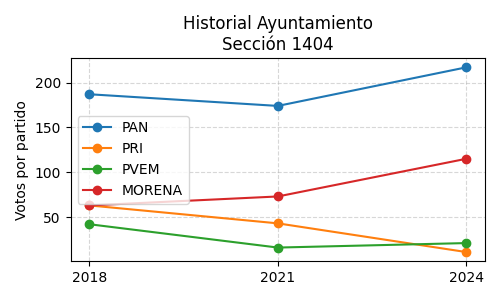 Historial Ayuntamiento
Sección 1404
Votos por partido
200
150
100
50
PAN
PRI
PVEM
MORENA
2018
2021
2024